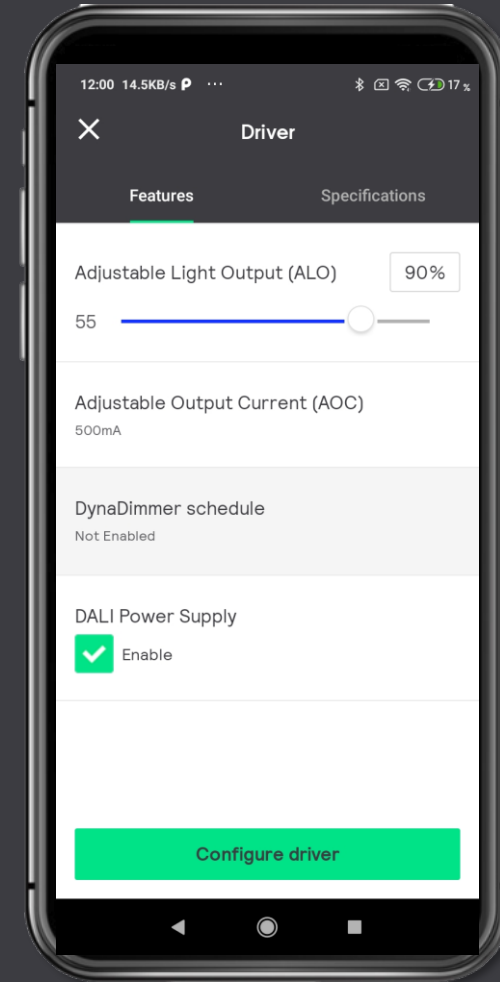 12:00 14.5KB/s P ... 17 %
Driver
Features Specifications
Adjustable Light Output (ALO) 90%
55
Adjustable Output Current (AOC)
500mA
DynaDimmer schedule
Not Enabled
DALI Power Supply
Enable
Configure driver